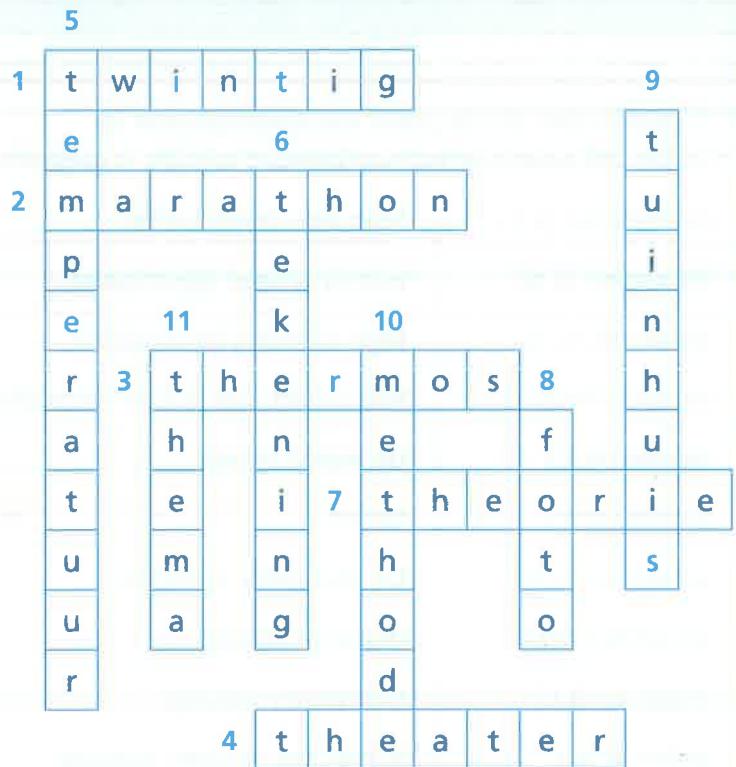 5
1 t w i n t i g 9
e 6 t
2 m a r a t h o n u
p e i
e 11 k 10 n
r 3 t h e r m o s 8 h
a h n e f u
t e i 7 t h e o r i e
u m n h t s
u a g o o
r d
4 t h e a t e r